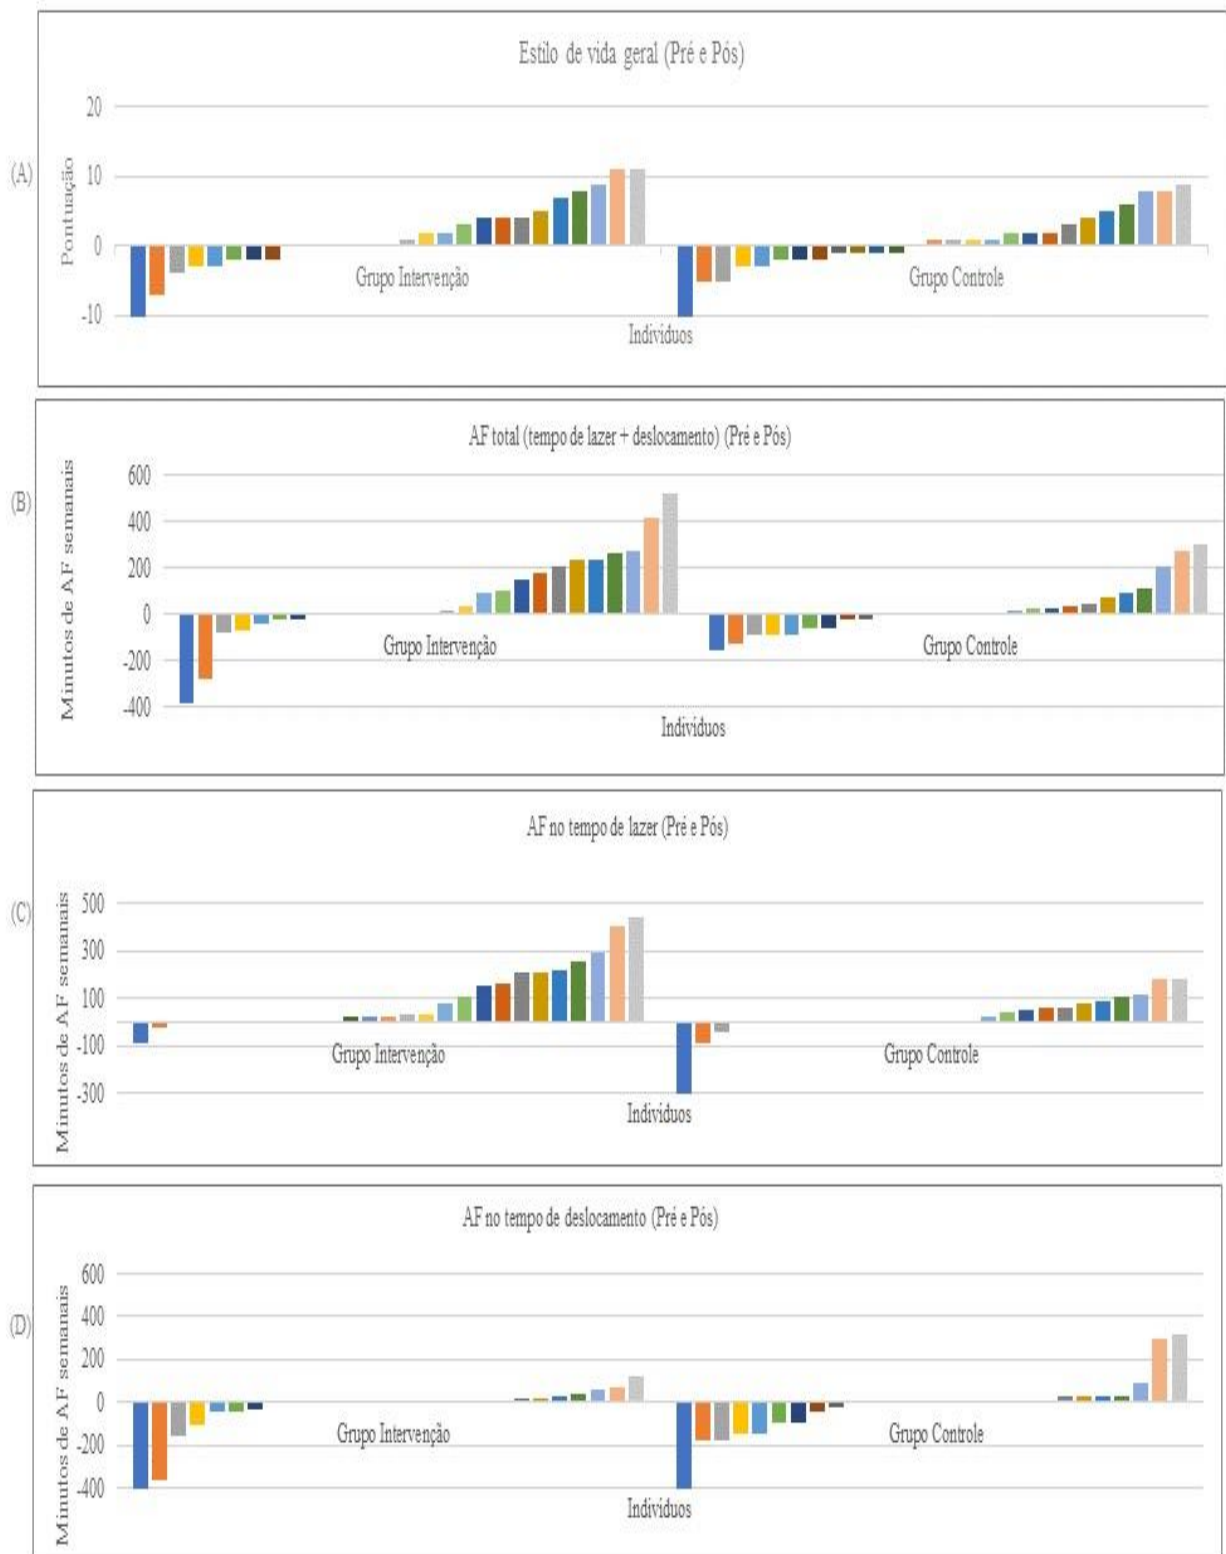 (A)
Estilo de vida geral (Pré e Pós)
Pontuação
20
10
0
-10
Grupo Intervenção
Grupo Controle
Indivíduos
(B)
AF total (tempo de lazer + deslocamento) (Pré e Pós)
Minutos de AF semanais
600
400
200
0
-200
-400
Grupo Intervenção
Grupo Controle
Indivíduos
(C)
AF no tempo de lazer (Pré e Pós)
Minutos de AF semanais
500
300
100
-100
-300
Grupo Intervenção
Grupo Controle
Indivíduos
(D)
AF no tempo de deslocamento (Pré e Pós)
Minutos de AF semanais
600
400
200
0
-200
-400
Grupo Intervenção
Grupo Controle
Indivíduos